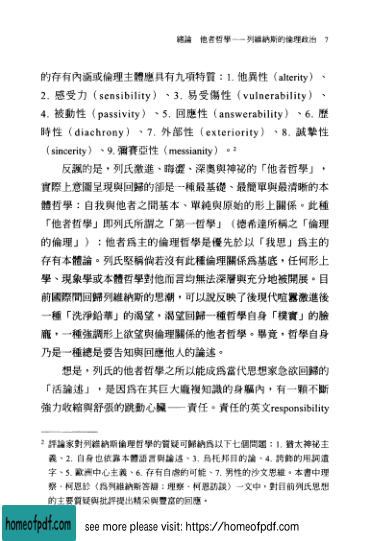 總論　他者哲學──列維納斯的倫理政治　7
的存有內涵或倫理主體應具有九項特質：1. 他異性（alterity）、
2. 感受力（sensibility）、3. 易受傷性（vulnerability）、
4. 被動性（passivity）、5. 回應性（answerability）、6. 歷
時性（diachrony）、7. 外部性（exteriority）、8. 誠摯性
（sincerity）、9. 彌賽亞性（messianity）。²
反諷的是，列氏激進、晦澀、深奧與神祕的「他者哲學」，
實際上意圖呈現與回歸的卻是一種最基礎、最簡單與最清晰的本
體哲學：自我與他者之間基本、單純與原始的形上關係。此種
「他者哲學」即列氏所謂之「第一哲學」（德希達所稱之「倫理
的倫理」）：他者為主的倫理哲學是優先於以「我思」為主的
存有本體論。列氏堅稱倘若沒有此種倫理關係為基底，任何形上
學、現象學或本體哲學對他而言均無法深層與充分地被開展。目
前國際間回歸列維納斯的思潮，可以說反映了後現代喧囂激進後
一種「洗淨鉛華」的渴望，渴望回歸一種哲學自身「樸實」的臉
龐，一種強調形上欲望與倫理關係的他者哲學。畢竟，哲學自身
乃是一種總是要告知與回應他人的論述。
想是，列氏的他者哲學之所以能成為當代思想家急欲回歸的
「活論述」，是因為在其巨大龐複知識的身軀內，有一顆不斷
強力收縮與舒張的跳動心臟──責任。責任的英文responsibility
² 評論家對列維納斯倫理哲學的質疑可歸納為以下七個問題：1. 猶太神祕主
義、2. 自身也依靠本體語言與論述、3. 烏托邦目的論、4. 誇飾的用詞遣
字、5. 歐洲中心主義、6. 存有自虐的可能、7. 男性的沙文思維。本書中理
察．柯恩於〈為列維納斯答辯：理察．柯恩訪談〉一文中，對目前列氏思想
的主要質疑與批評提出精采與豐富的回應。
homeofpdf.com
see more please visit: https://homeofpdf.com